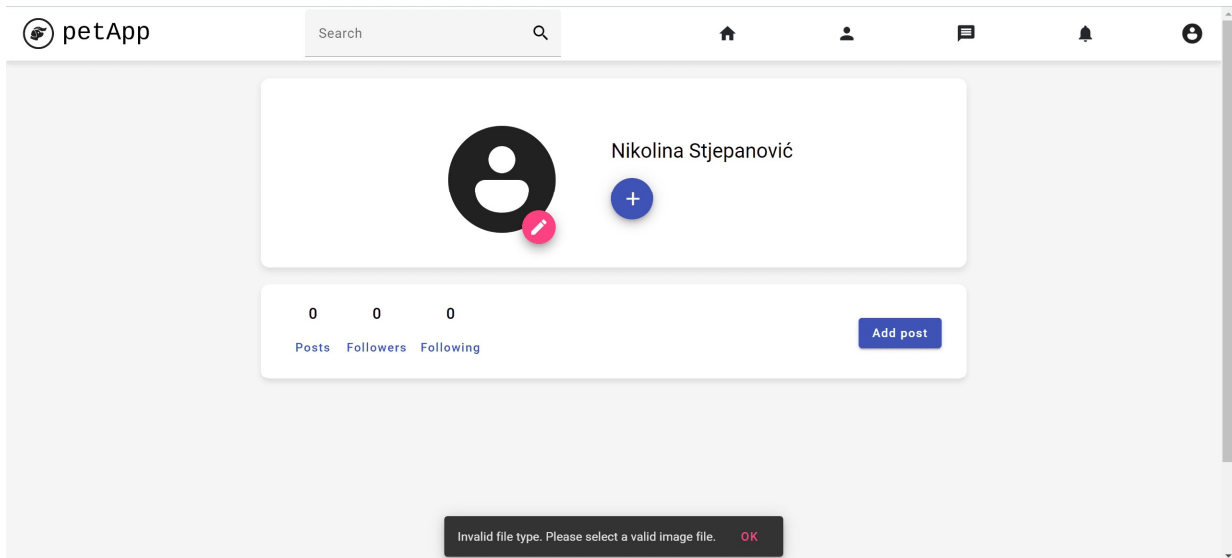 petApp
Search
Nikolina Stjepanović
0 0 0
Posts Followers Following
Add post
Invalid file type. Please select a valid image file. OK